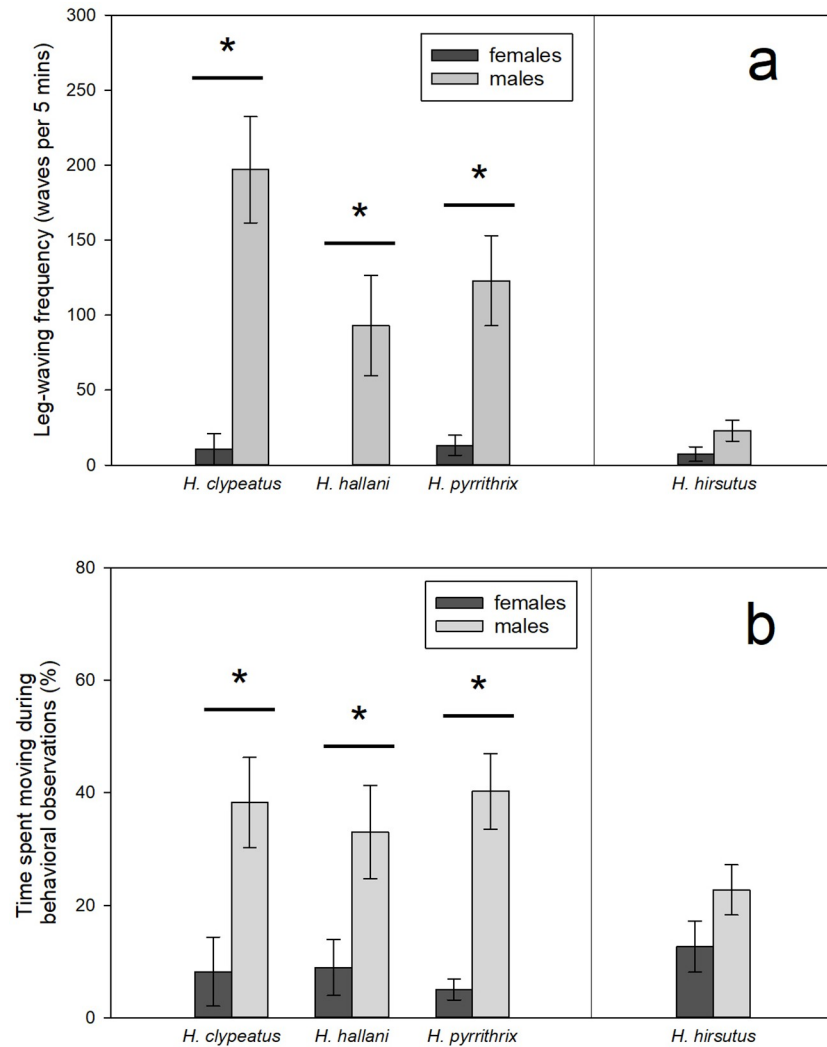 300
250
200
150
100
50
0
Leg-waving frequency (waves per 5 mins)
females
males
a
*
*
*
H. clypeatus H. hallani H. pyrrithrix H. hirsutus
80
60
40
20
0
Time spent moving during
behavioral observations (%)
females
males
b
*
*
*
H. clypeatus H. hallani H. pyrrithrix H. hirsutus